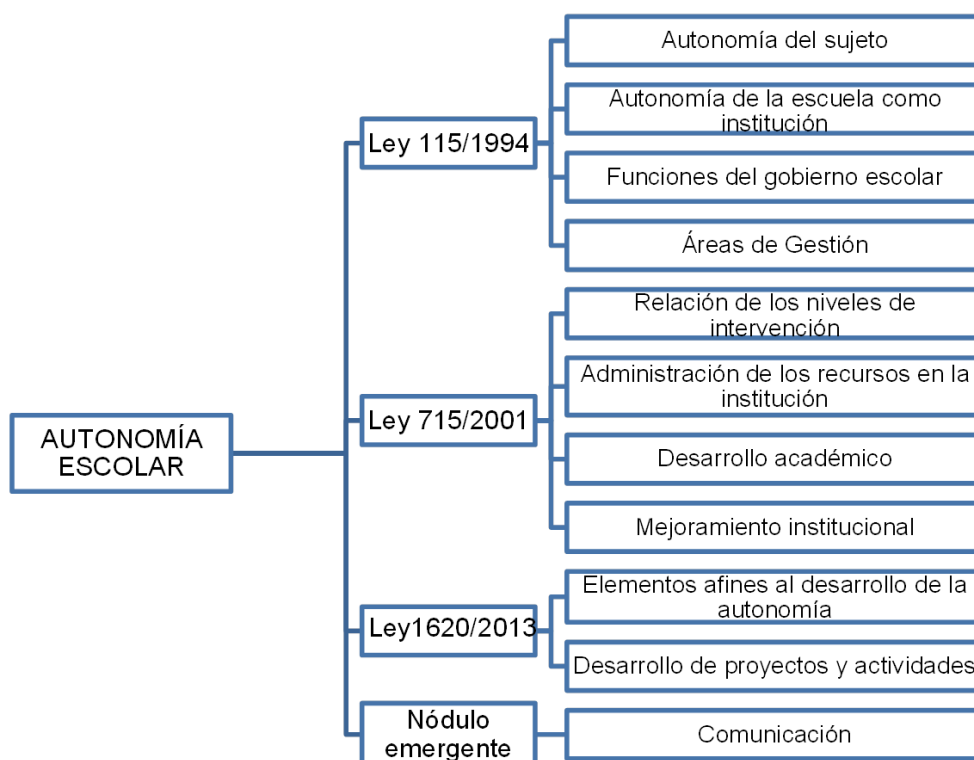 AUTONOMÍA
ESCOLAR
Ley 115/1994
Autonomía del sujeto
Autonomía de la escuela como
institución
Funciones del gobierno escolar
Áreas de Gestión
Ley 715/2001
Relación de los niveles de
intervención
Administración de los recursos en la
institución
Desarrollo académico
Mejoramiento institucional
Ley1620/2013
Elementos afines al desarrollo de la
autonomía
Desarrollo de proyectos y actividades
Nódulo
emergente
Comunicación